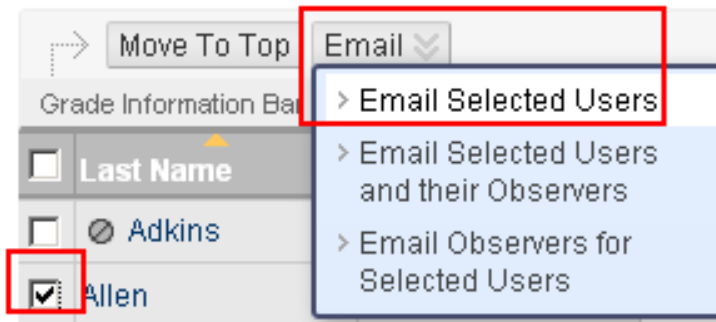 Move To Top Email
Grade Information Bar
> Email Selected Users
Last Name
> Email Selected Users
and their Observers
Adkins
> Email Observers for
Selected Users
Allen